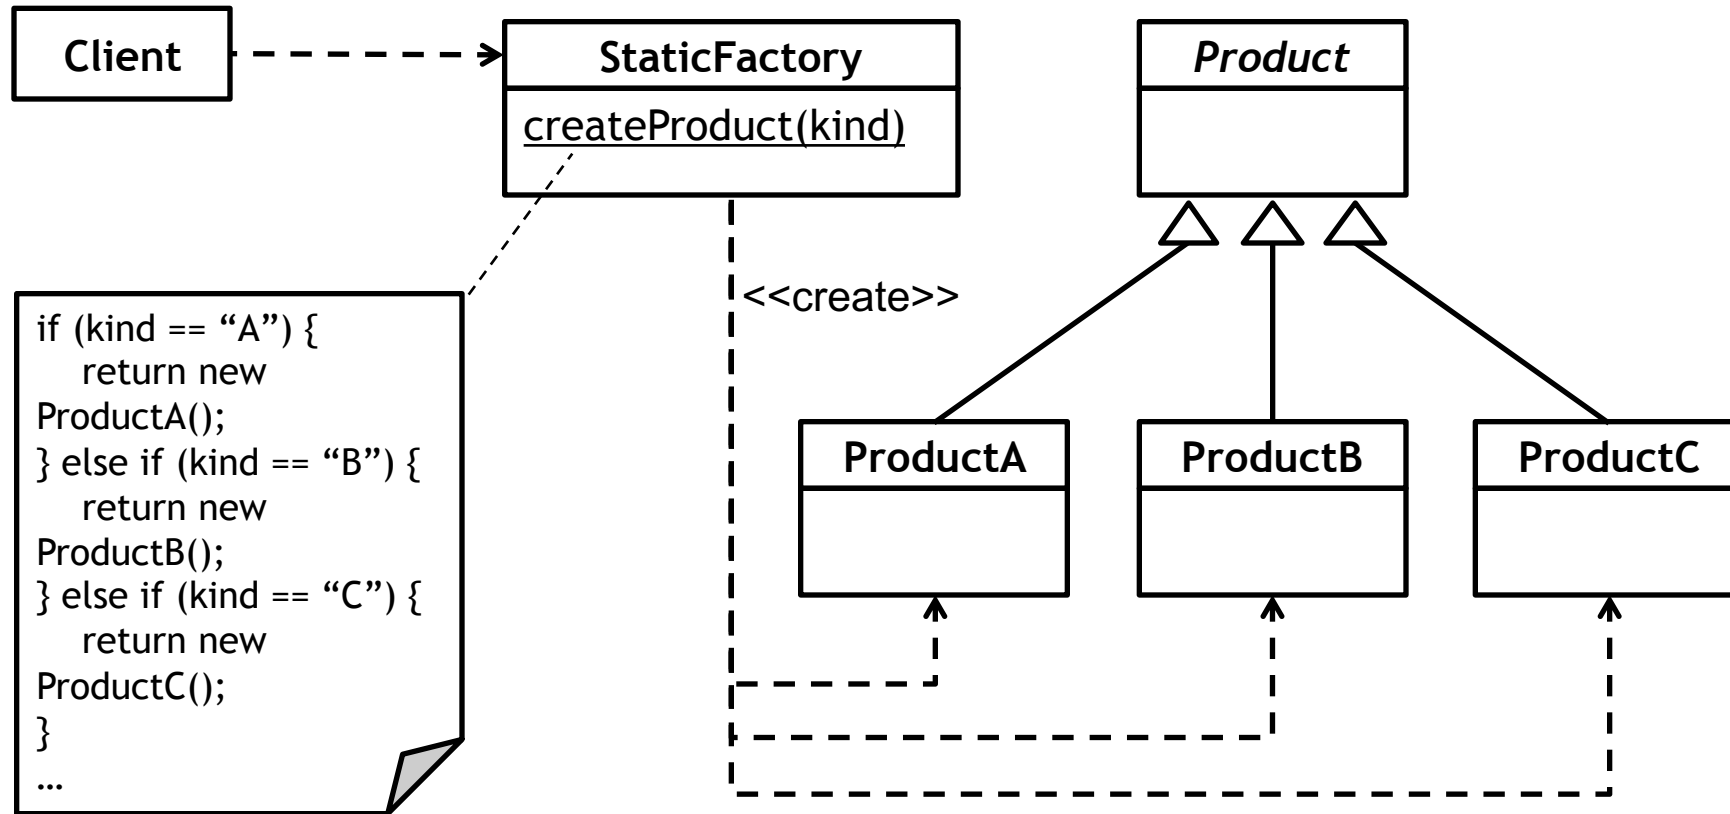 Client
StaticFactory
createProduct(kind)
Product
<<create>>
if (kind == “A”) {
return new
ProductA();
} else if (kind == “B”) {
return new
ProductB();
} else if (kind == “C”) {
return new
ProductC();
}
…
ProductA
ProductB
ProductC